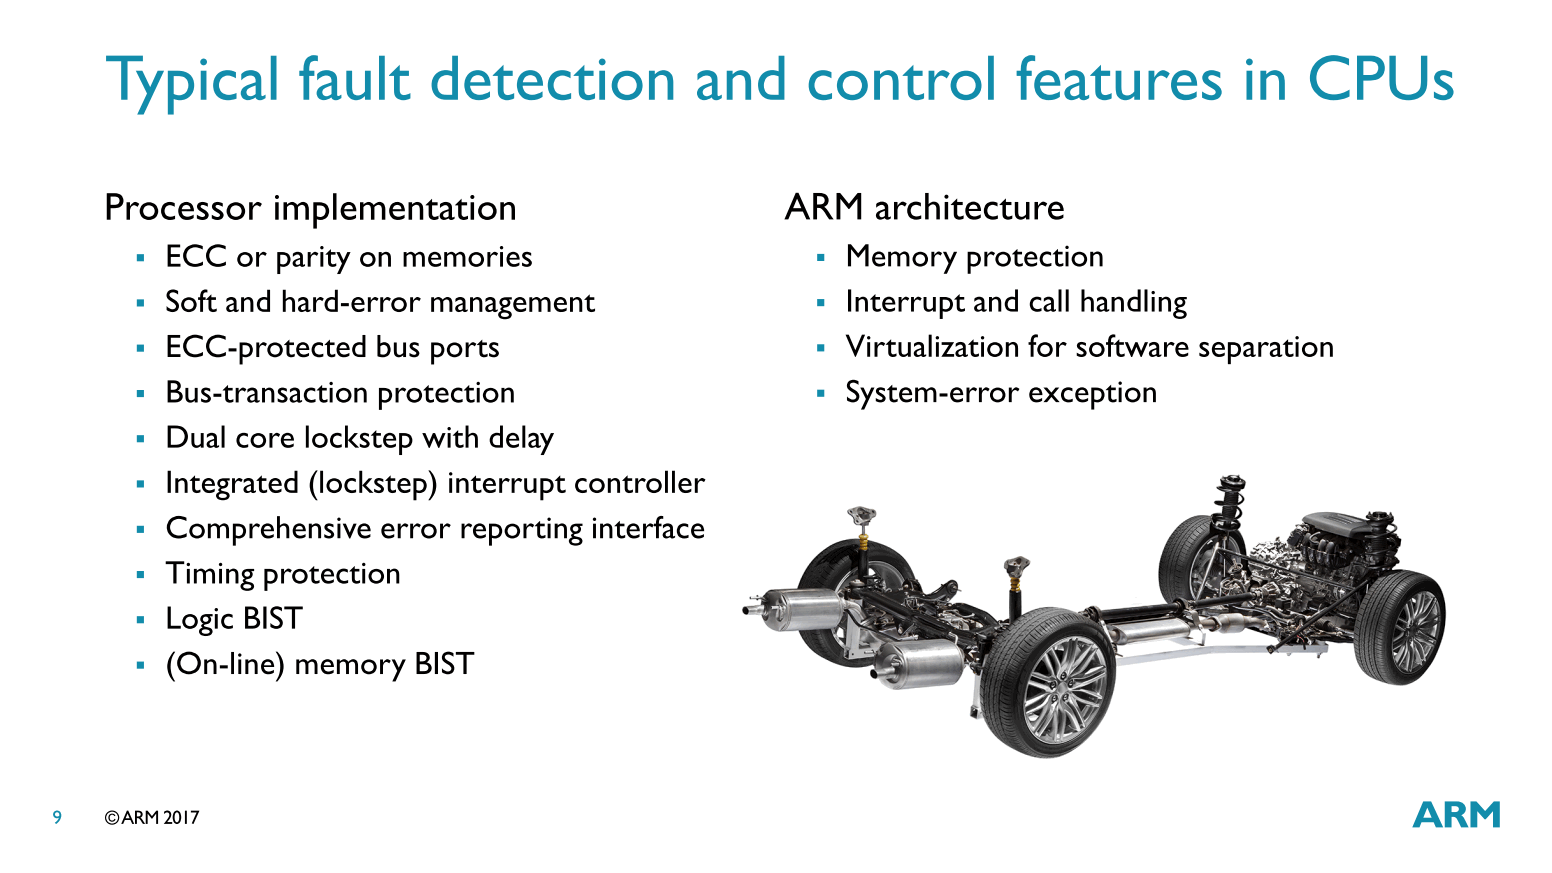 Typical fault detection and control features in CPUs
Processor implementation
▪ ECC or parity on memories
▪ Soft and hard-error management
▪ ECC-protected bus ports
▪ Bus-transaction protection
▪ Dual core lockstep with delay
▪ Integrated (lockstep) interrupt controller
▪ Comprehensive error reporting interface
▪ Timing protection
▪ Logic BIST
▪ (On-line) memory BIST
ARM architecture
▪ Memory protection
▪ Interrupt and call handling
▪ Virtualization for software separation
▪ System-error exception
9 © ARM 2017
ARM